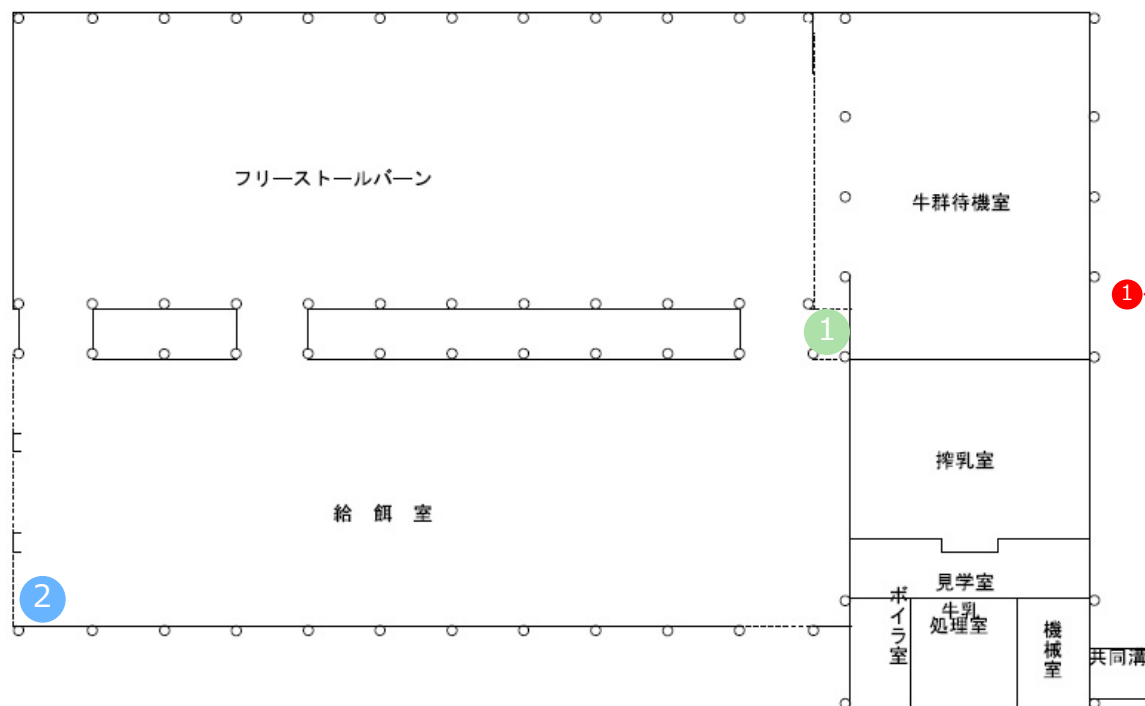 フリーストールバーン
牛群待機室
1
1
搾乳室
給餌室
2
見学室
ボイラ室
牛乳
処理室
機械室
共同溝